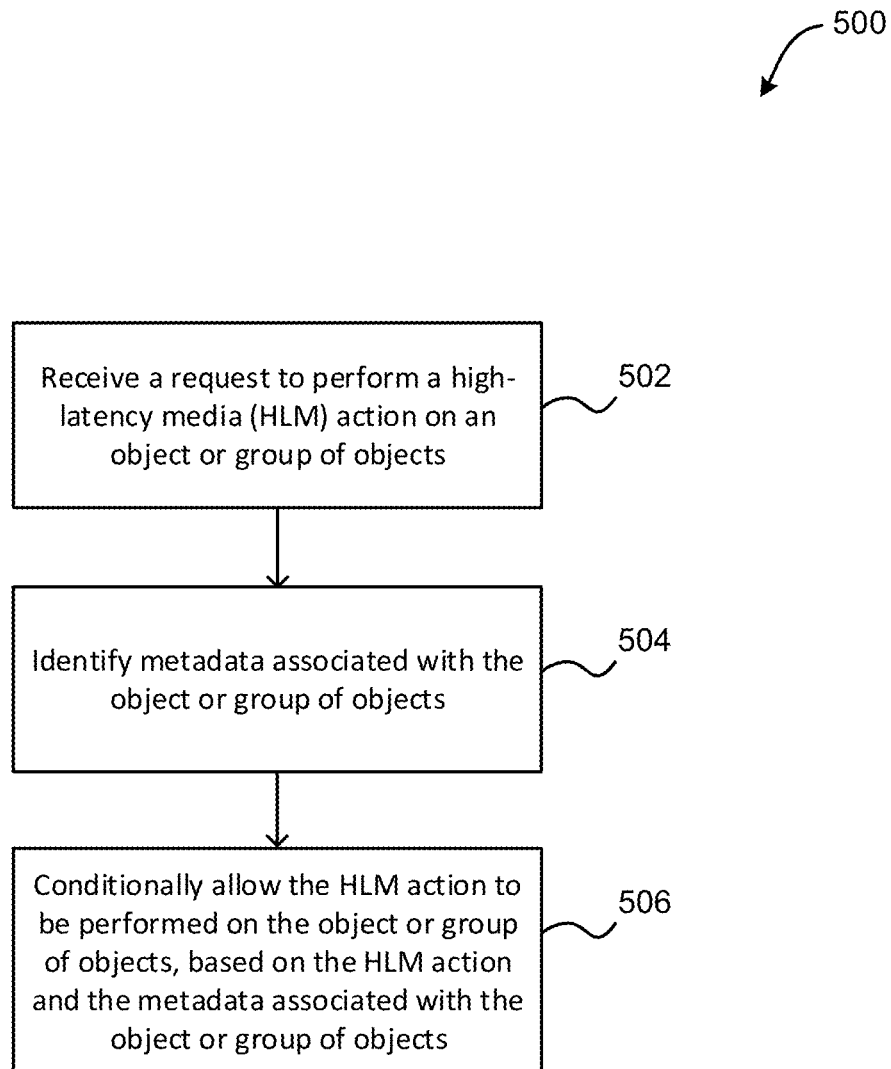 500
Receive a request to perform a high-
latency media (HLM) action on an
object or group of objects
502
Identify metadata associated with the
object or group of objects
504
Conditionally allow the HLM action to
be performed on the object or group
of objects, based on the HLM action
and the metadata associated with the
object or group of objects
506